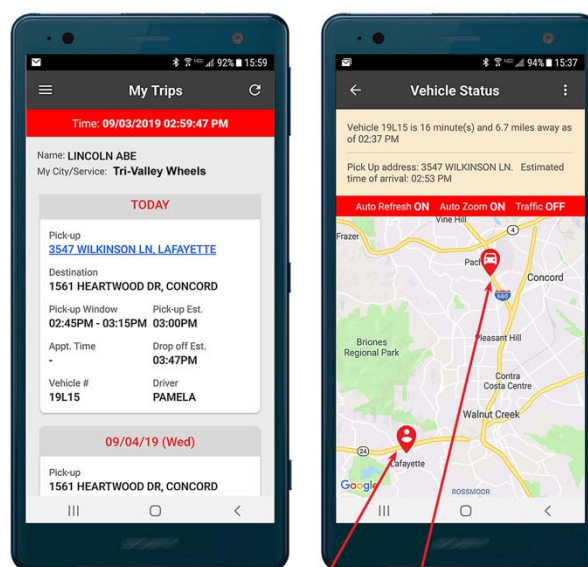 92% 15:59
My Trips
Time: 09/03/2019 02:59:47 PM
Name: LINCOLN ABE
My City/Service: Tri-Valley Wheels
TODAY
Pick-up
3547 WILKINSON LN, LAFAYETTE
Destination
1561 HEARTWOOD DR, CONCORD
Pick-up Window Pick-up Est.
02:45PM - 03:15PM 03:00PM
Appt. Time Drop off Est.
- 03:47PM
Vehicle # Driver
19L15 PAMELA
09/04/19 (Wed)
Pick-up
1561 HEARTWOOD DR, CONCORD
94% 15:37
Vehicle Status
Vehicle 19L15 is 16 minute(s) and 6.7 miles away as
of 02:37 PM
Pick Up address: 3547 WILKINSON LN. Estimated
time of arrival: 02:53 PM
Auto Refresh ON Auto Zoom ON Traffic OFF
Vine Hill
4
Frazer
Pach
Concord
680
Pleasant Hill
Briones
Regional Park
Contra
Costa Centre
Walnut Creek
24
Lafayette
Google
ROSSMOOR